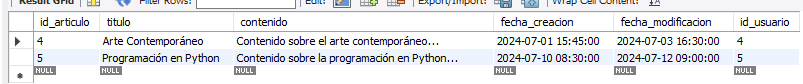 Result Grid Filter Rows: Edit: Export/Import: Wrap Cell Content: IA
id_articulo titulo contenido fecha_creacion fecha_modificacion id_usuario
4 Arte Contemporáneo Contenido sobre el arte contemporáneo... 2024-07-01 15:45:00 2024-07-03 16:30:00 4
5 Programación en Python Contenido sobre la programación en Python... 2024-07-10 08:30:00 2024-07-12 09:00:00 5
NULL NULL NULL NULL NULL NULL